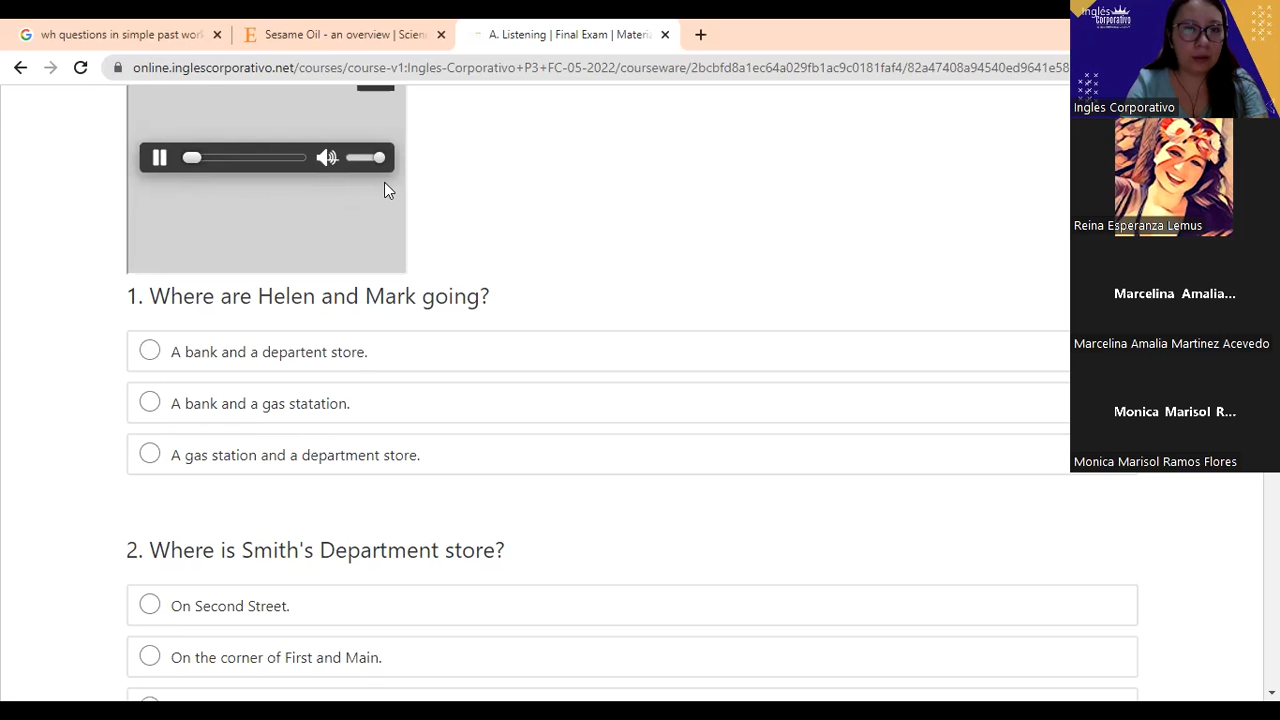 wh questions in simple past work
Sesame Oil - an overview | Scien
A. Listening | Final Exam | Materia
online.inglescorporativo.net/courses/course-v1:Ingles-Corporativo+P3+FC-05-2022/courseware/2bcbfd8a1ec64a029fb1ac9c0181faf4/82a47408a94540ed9641e58
Inglés
Corporativo
Ingles Corporativo
Reina Esperanza Lemus
Marcelina Amalia...
Marcelina Amalia Martinez Acevedo
Monica Marisol R...
Monica Marisol Ramos Flores
1. Where are Helen and Mark going?
A bank and a departent store.
A bank and a gas statation.
A gas station and a department store.
2. Where is Smith's Department store?
On Second Street.
On the corner of First and Main.